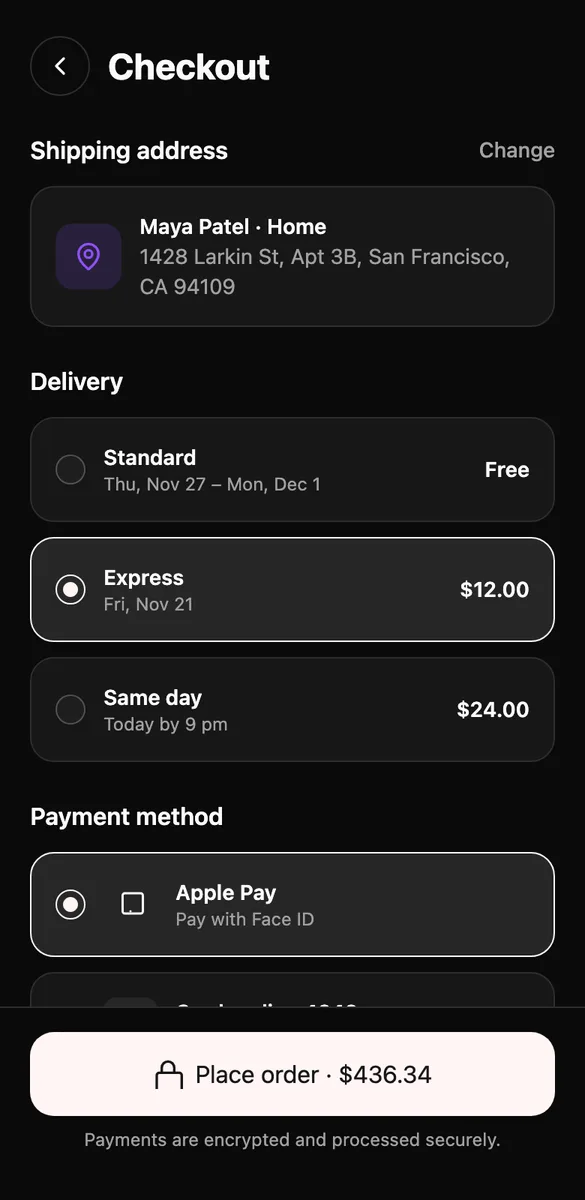 Checkout
Shipping address
Change
Maya Patel · Home
1428 Larkin St, Apt 3B, San Francisco,
CA 94109
Delivery
Standard
Thu, Nov 27 – Mon, Dec 1
Free
Express
Fri, Nov 21
$12.00
Same day
Today by 9 pm
$24.00
Payment method
Apple Pay
Pay with Face ID
Place order · $436.34
Payments are encrypted and processed securely.